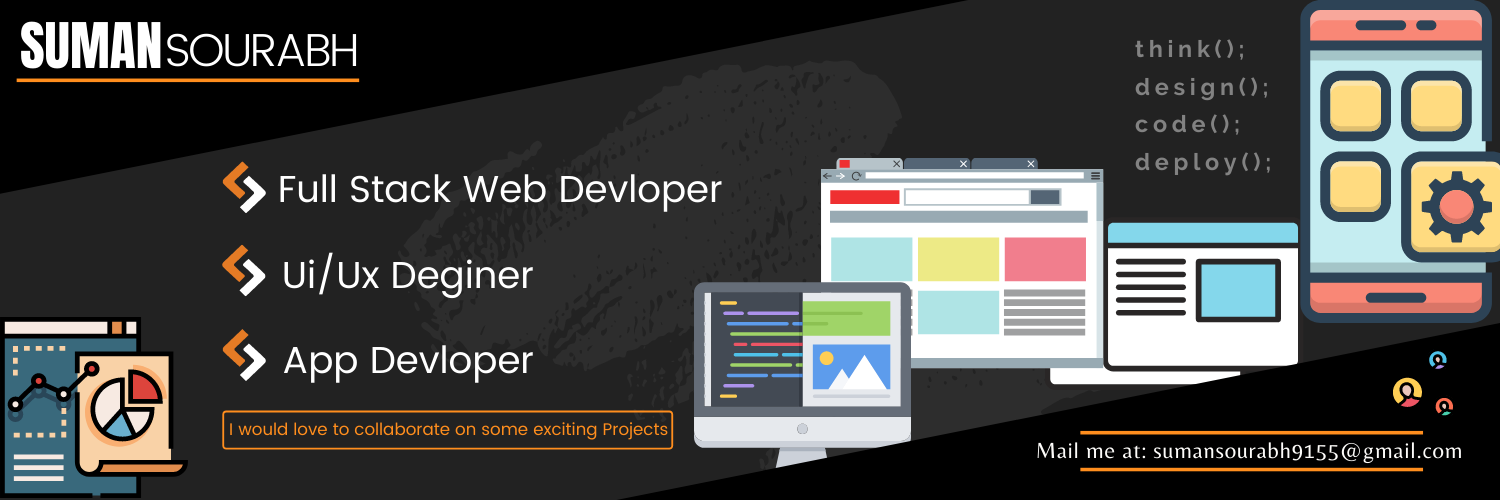 SUMAN SOURABH
think();
design();
code();
deploy();
Full Stack Web Devloper
Ui/Ux Deginer
App Devloper
I would love to collaborate on some exciting Projects
Mail me at: sumansourabh9155@gmail.com